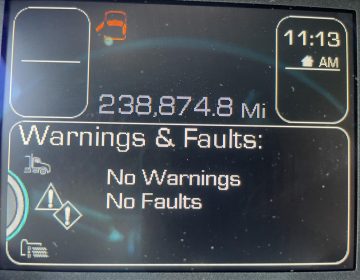 11:13
AM
238,874.8 Mi
Warnings & Faults:
No Warnings
No Faults